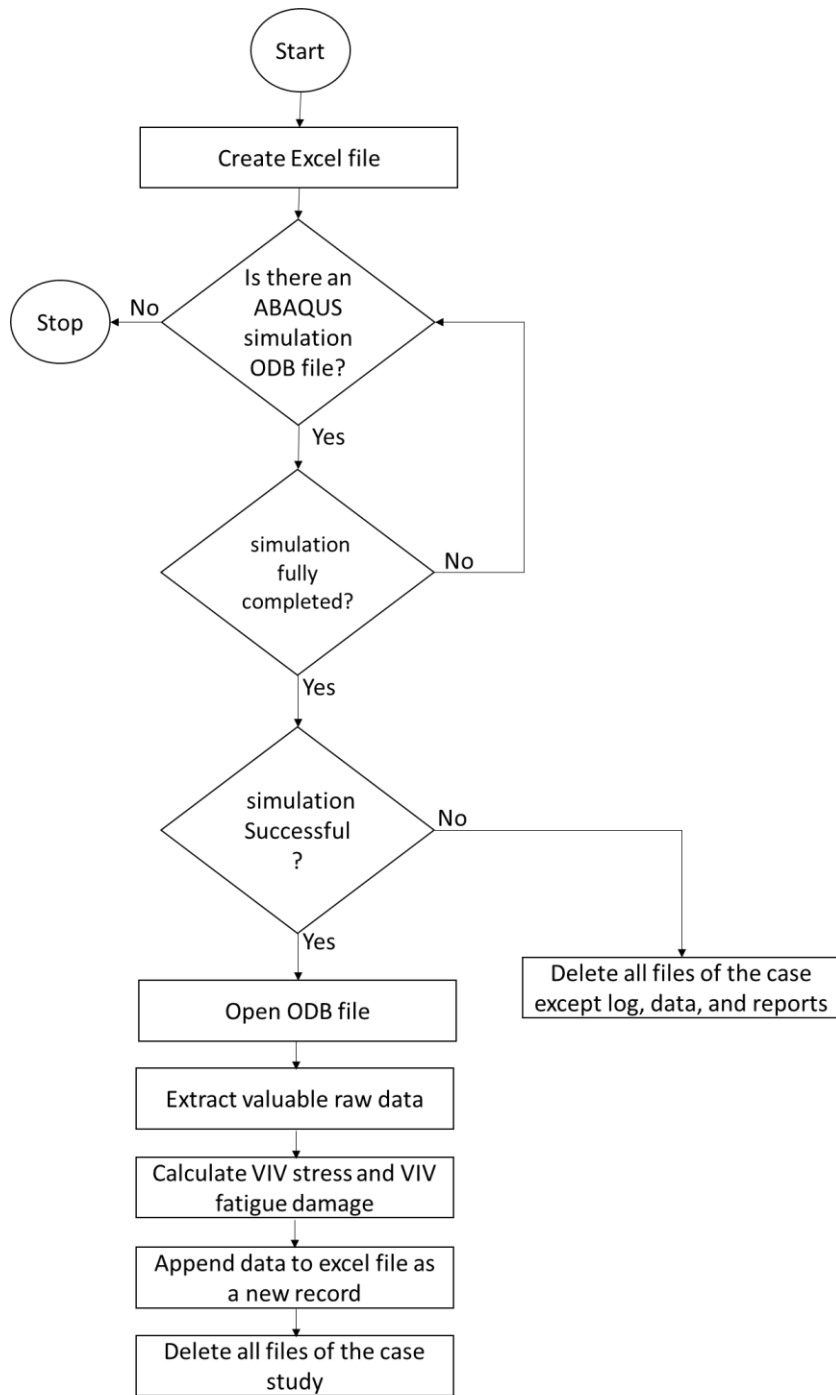 Start
Create Excel file
Is there an
ABAQUS
simulation
ODB file?
No
Stop
Yes
simulation
fully
completed?
No
Yes
simulation
Successful
?
No
Yes
Delete all files of the case
except log, data, and reports
Open ODB file
Extract valuable raw data
Calculate VIV stress and VIV
fatigue damage
Append data to excel file as
a new record
Delete all files of the case
study